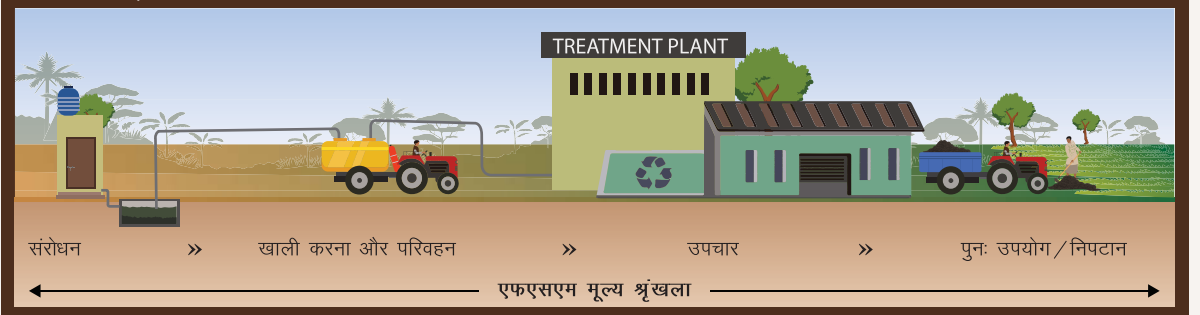 TREATMENT PLANT
संरोधन » खाली करना और परिवहन » उपचार » पुनः उपयोग/निपटान
एफएसएम मूल्य श्रृंखला